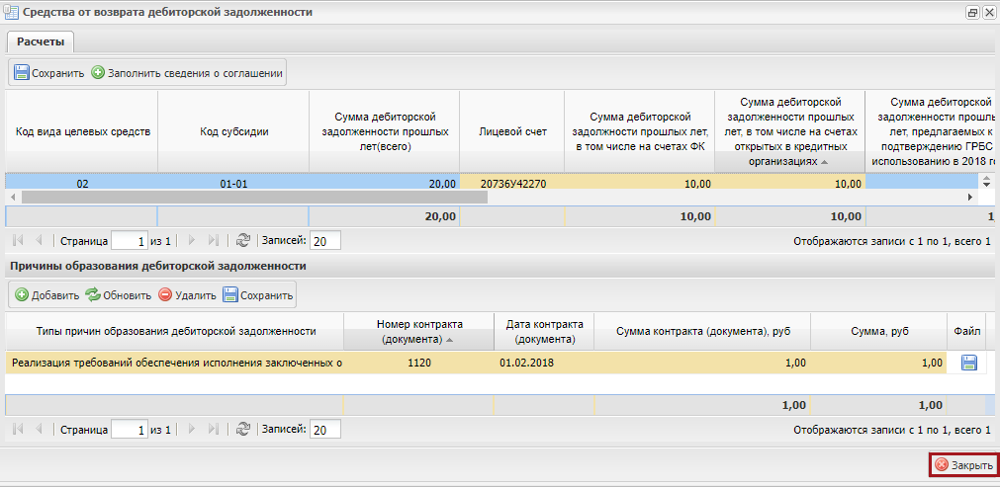 Средства от возврата дебиторской задолженности
Расчеты
Сохранить Заполнить сведения о соглашении
Код вида целевых средств
Код субсидии
Сумма дебиторской
задолженности прошлых
лет(всего)
Лицевой счет
Сумма дебиторской
задолжности прошлых лет,
в том числе на счетах ФК
Сумма дебиторской
задолженности прошлых
лет, в том числе на счетах
открытых в кредитных
организациях
Сумма дебиторской
задолженности прошлы
лет, предлагаемых к
подтверждению ГРБС
использованию в 2018 го
02 01-01 20,00 20736У42270 10,00 10,00
20,00 10,00 10,00 1
Страница 1 из 1 Записей: 20 Отображаются записи с 1 по 1, всего 1
Причины образования дебиторской задолженности
Добавить Обновить Удалить Сохранить
Типы причин образования дебиторской задолженности
Номер контракта
(документа)
Дата контракта
(документа)
Сумма контракта (документа), руб
Сумма, руб
Файл
Реализация требований обеспечения исполнения заключенных о 1120 01.02.2018 1,00 1,00
1,00 1,00
Страница 1 из 1 Записей: 20 Отображаются записи с 1 по 1, всего 1
Закрыть